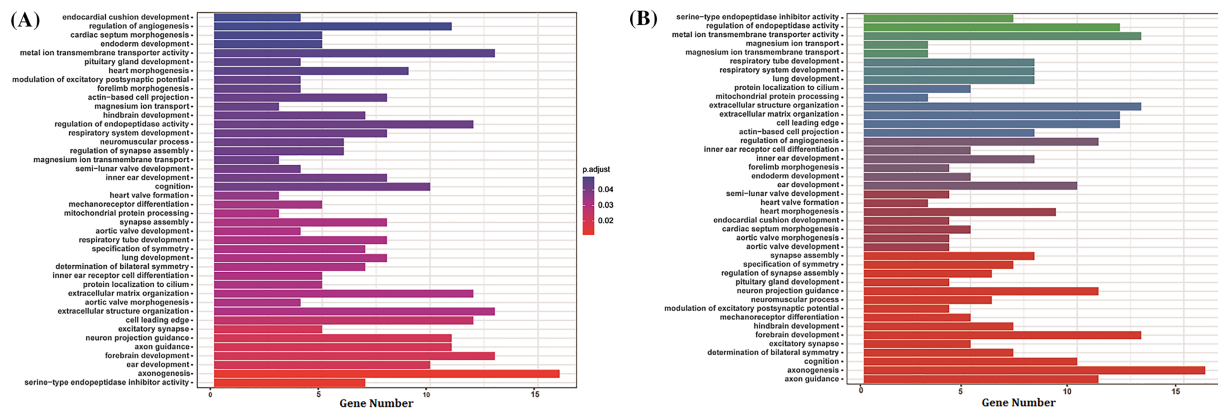 (A)
endocardial cushion development
regulation of angiogenesis
cardiac septum morphogenesis
endoderm development
metal ion transmembrane transporter activity
pituitary gland development
heart morphogenesis
modulation of excitatory postsynaptic potential
forelimb morphogenesis
actin-based cell projection
magnesium ion transport
hindbrain development
regulation of endopeptidase activity
respiratory system development
neuromuscular process
regulation of synapse assembly
magnesium ion transmembrane transport
semi-lunar valve development
inner ear development
cognition
heart valve formation
mechanoreceptor differentiation
mitochondrial protein processing
synapse assembly
aortic valve development
respiratory tube development
specification of symmetry
lung development
determination of bilateral symmetry
inner ear receptor cell differentiation
protein localization to cilium
extracellular matrix organization
aortic valve morphogenesis
extracellular structure organization
cell leading edge
excitatory synapse
neuron projection guidance
axon guidance
forebrain development
ear development
axonogenesis
serine-type endopeptidase inhibitor activity
0
5
10
15
Gene Number
p.adjust
0.04
0.02
(B)
serine-type endopeptidase inhibitor activity
regulation of endopeptidase activity
metal ion transmembrane transporter activity
magnesium ion transport
magnesium ion transmembrane transport
respiratory tube development
respiratory system development
lung development
protein localization to cilium
mitochondrial protein processing
extracellular structure organization
extracellular matrix organization
cell leading edge
actin-based cell projection
regulation of angiogenesis
inner ear receptor cell differentiation
inner ear development
forelimb morphogenesis
endoderm development
ear development
semi-lunar valve development
heart valve formation
heart morphogenesis
endocardial cushion development
cardiac septum morphogenesis
aortic valve morphogenesis
aortic valve development
synapse assembly
specification of symmetry
regulation of synapse assembly
pituitary gland development
neuron projection guidance
neuromuscular process
modulation of excitatory postsynaptic potential
mechanoreceptor differentiation
hindbrain development
forebrain development
excitatory synapse
determination of bilateral symmetry
cognition
axonogenesis
axon guidance
0
5
10
15
Gene Number